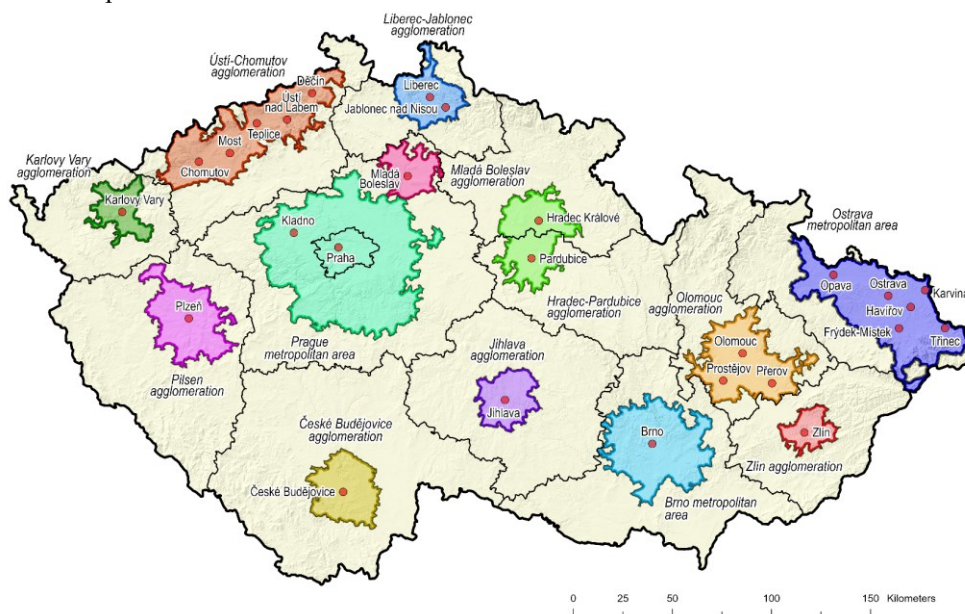 Liberec-Jablonec
agglomeration
Ústí-Chomutov
agglomeration
Děčín
Ústí
nad Labem
Teplice
Most
Chomutov
Liberec
Jablonec nad Nisou
Karlovy Vary
agglomeration
Karlovy Vary
Mladá
Boleslav
Mladá Boleslav
agglomeration
Kladno
Praha
Hradec Králové
Pardubice
Ostrava
metropolitan area
Opava
Ostrava
Karviná
Havířov
Frýdek-Místek
Třinec
Plzeň
Pilsen
agglomeration
Prague
metropolitan area
Hradec-Pardubice
agglomeration
Olomouc
agglomeration
Olomouc
Prostějov
Přerov
Jihlava
agglomeration
Jihlava
České Budějovice
agglomeration
České Budějovice
Brno
Brno metropolitan
area
Zlín
Zlín agglomeration
0 25 50 100 150 Kilometers